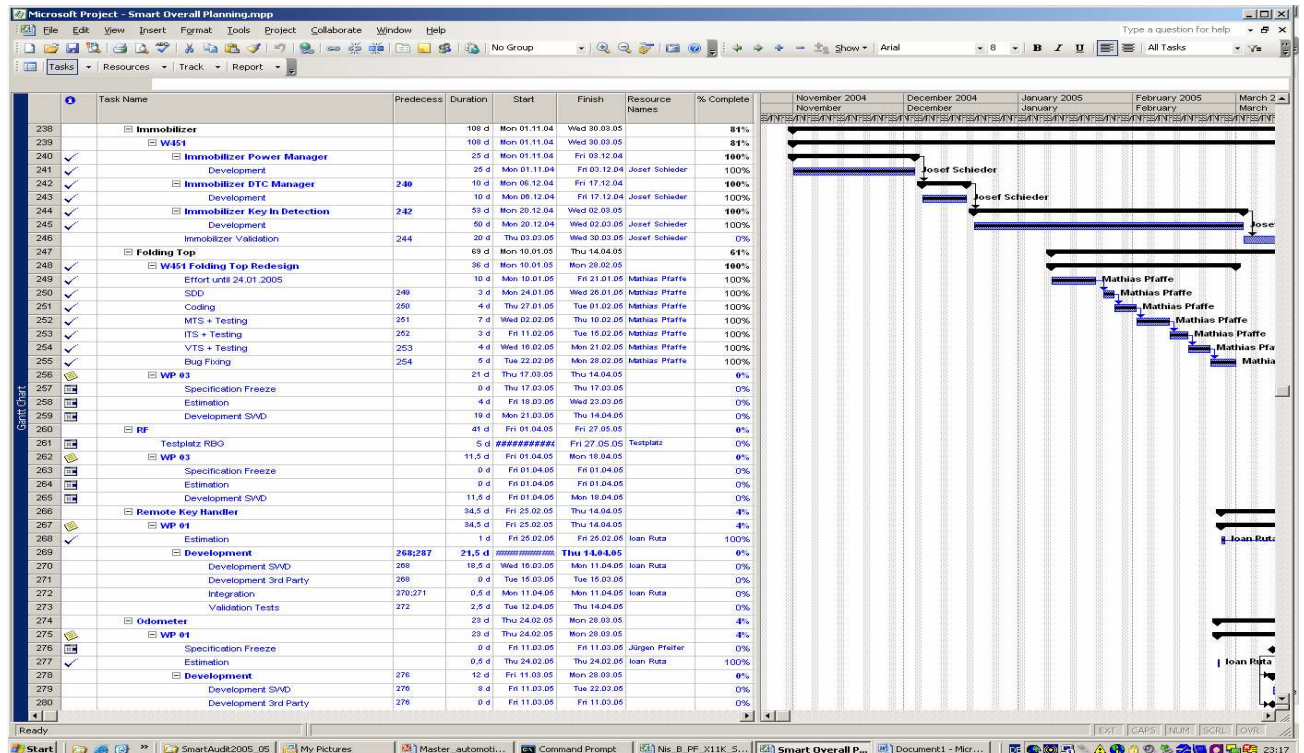 Microsoft Project - Smart Overall Planning.mpp
File Edit View Insert Format Tools Project Collaborate Window Help Type a question for help
No Group Show Arial 8 B I U All Tasks
Tasks Resources Track Report
Task Name Predecess Duration Start Finish Resource Names % Complete November 2004 December 2004 January 2005 February 2005 March 2
November December January February March
238 Immobilizer 108 d Mon 01.11.04 Wed 30.03.05 81%
239 W451 108 d Mon 01.11.04 Wed 30.03.05 81%
240 Immobilizer Power Manager 25 d Mon 01.11.04 Fri 03.12.04 100%
241 Development 25 d Mon 01.11.04 Fri 03.12.04 Josef Schieder 100% Josef Schieder
242 Immobilizer DTC Manager 240 10 d Mon 06.12.04 Fri 17.12.04 100%
243 Development 10 d Mon 06.12.04 Fri 17.12.04 Josef Schieder 100% Josef Schieder
244 Immobilizer Key In Detection 242 53 d Mon 20.12.04 Wed 02.03.05 100%
245 Development 50 d Mon 20.12.04 Wed 02.03.05 Josef Schieder 100% Jose
246 Immobilizer Validation 244 20 d Thu 03.03.05 Wed 30.03.05 Josef Schieder 0%
247 Folding Top 69 d Mon 10.01.05 Thu 14.04.05 61%
248 W451 Folding Top Redesign 36 d Mon 10.01.05 Mon 28.02.05 100%
249 Effort until 24.01.2005 10 d Mon 10.01.05 Fri 21.01.05 Mathias Pfaffe 100% Mathias Pfaffe
250 SDD 249 3 d Mon 24.01.05 Wed 26.01.05 Mathias Pfaffe 100% Mathias Pfaffe
251 Coding 250 4 d Thu 27.01.05 Tue 01.02.05 Mathias Pfaffe 100% Mathias Pfaffe
252 MTS + Testing 251 7 d Wed 02.02.05 Thu 10.02.05 Mathias Pfaffe 100% Mathias Pfaffe
253 ITS + Testing 252 3 d Fri 11.02.05 Tue 15.02.05 Mathias Pfaffe 100% Mathias Pfaffe
254 VTS + Testing 253 4 d Wed 16.02.05 Mon 21.02.05 Mathias Pfaffe 100% Mathias Pfa
255 Bug Fixing 254 5 d Tue 22.02.05 Mon 28.02.05 Mathias Pfaffe 100% Mathia
256 WP 03 21 d Thu 17.03.05 Thu 14.04.05 0%
257 Specification Freeze 0 d Thu 17.03.05 Thu 17.03.05 0%
258 Estimation 4 d Fri 18.03.05 Wed 23.03.05 0%
259 Development SWD 19 d Mon 21.03.05 Thu 14.04.05 0%
Gantt Chart
260 RF 41 d Fri 01.04.05 Fri 27.05.05 0%
261 Testplatz RBG 5 d ########### Fri 27.05.05 Testplatz 0%
262 WP 03 11,5 d Fri 01.04.05 Mon 18.04.05 0%
263 Specification Freeze 0 d Fri 01.04.05 Fri 01.04.05 0%
264 Estimation 0 d Fri 01.04.05 Fri 01.04.05 0%
265 Development SWD 11,5 d Fri 01.04.05 Mon 18.04.05 0%
266 Remote Key Handler 34,5 d Fri 25.02.05 Thu 14.04.05 4%
267 WP 01 34,5 d Fri 25.02.05 Thu 14.04.05 4%
268 Estimation 1 d Fri 25.02.05 Fri 25.02.05 Ioan Ruta 100% Ioan Ruta
269 Development 268;287 21,5 d ########### Thu 14.04.05 0%
270 Development SWD 268 18,5 d Wed 16.03.05 Mon 11.04.05 Ioan Ruta 0%
271 Development 3rd Party 268 0 d Tue 15.03.05 Tue 15.03.05 0%
272 Integration 270;271 0,5 d Mon 11.04.05 Mon 11.04.05 Ioan Ruta 0%
273 Validation Tests 272 2,5 d Tue 12.04.05 Thu 14.04.05 0%
274 Odometer 23 d Thu 24.02.05 Mon 28.03.05 4%
275 WP 01 23 d Thu 24.02.05 Mon 28.03.05 4%
276 Specification Freeze 0 d Fri 11.03.05 Fri 11.03.05 Jürgen Pfeifer 0%
277 Estimation 0,5 d Thu 24.02.05 Thu 24.02.05 Ioan Ruta 100% Ioan Ruta
278 Development 276 12 d Fri 11.03.05 Mon 28.03.05 0%
279 Development SWD 276 8 d Fri 11.03.05 Tue 22.03.05 0%
280 Development 3rd Party 276 0 d Fri 11.03.05 Fri 11.03.05 0%
Ready EXT CAPS NUM SCRL OVR
Start SmartAudit2005_05 My Pictures Master_automoti... Command Prompt Nis_B_PF_X11K_S... Smart Overall P... Document1 - Micr... DE 23:17